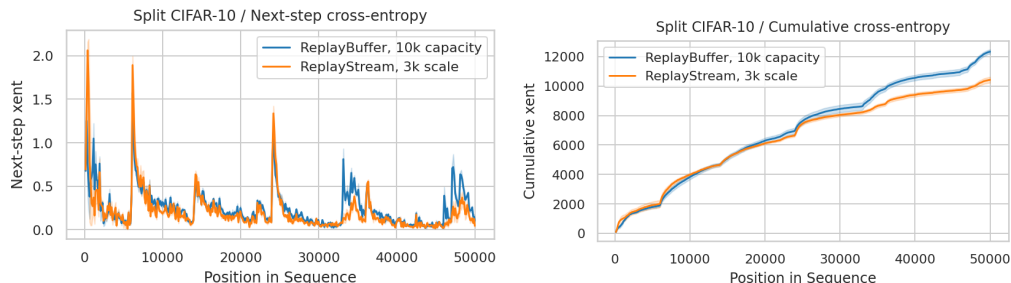 Split CIFAR-10 / Next-step cross-entropy
Next-step xent
2.0
1.5
1.0
0.5
0.0
ReplayBuffer, 10k capacity
ReplayStream, 3k scale
0 10000 20000 30000 40000 50000
Position in Sequence
Split CIFAR-10 / Cumulative cross-entropy
Cumulative xent
12000
10000
8000
6000
4000
2000
0
ReplayBuffer, 10k capacity
ReplayStream, 3k scale
0 10000 20000 30000 40000 50000
Position in Sequence